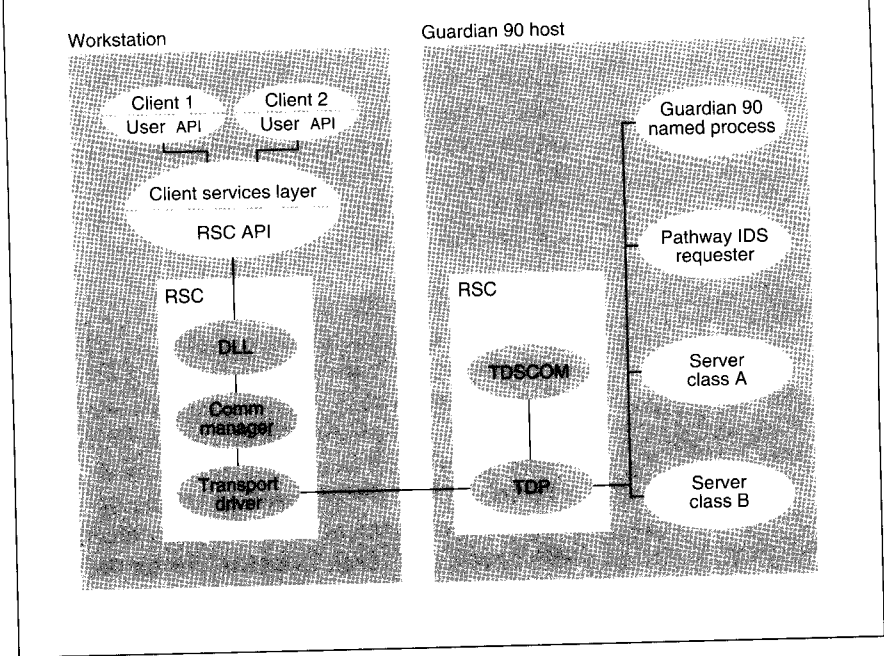 Workstation
Client 1
User API
Client 2
User API
Client services layer
RSC API
RSC
DLL
Comm
manager
Transport
driver
Guardian 90 host
RSC
TDSCOM
TDP
Guardian 90
named process
Pathway IDS
requester
Server
class A
Server
class B